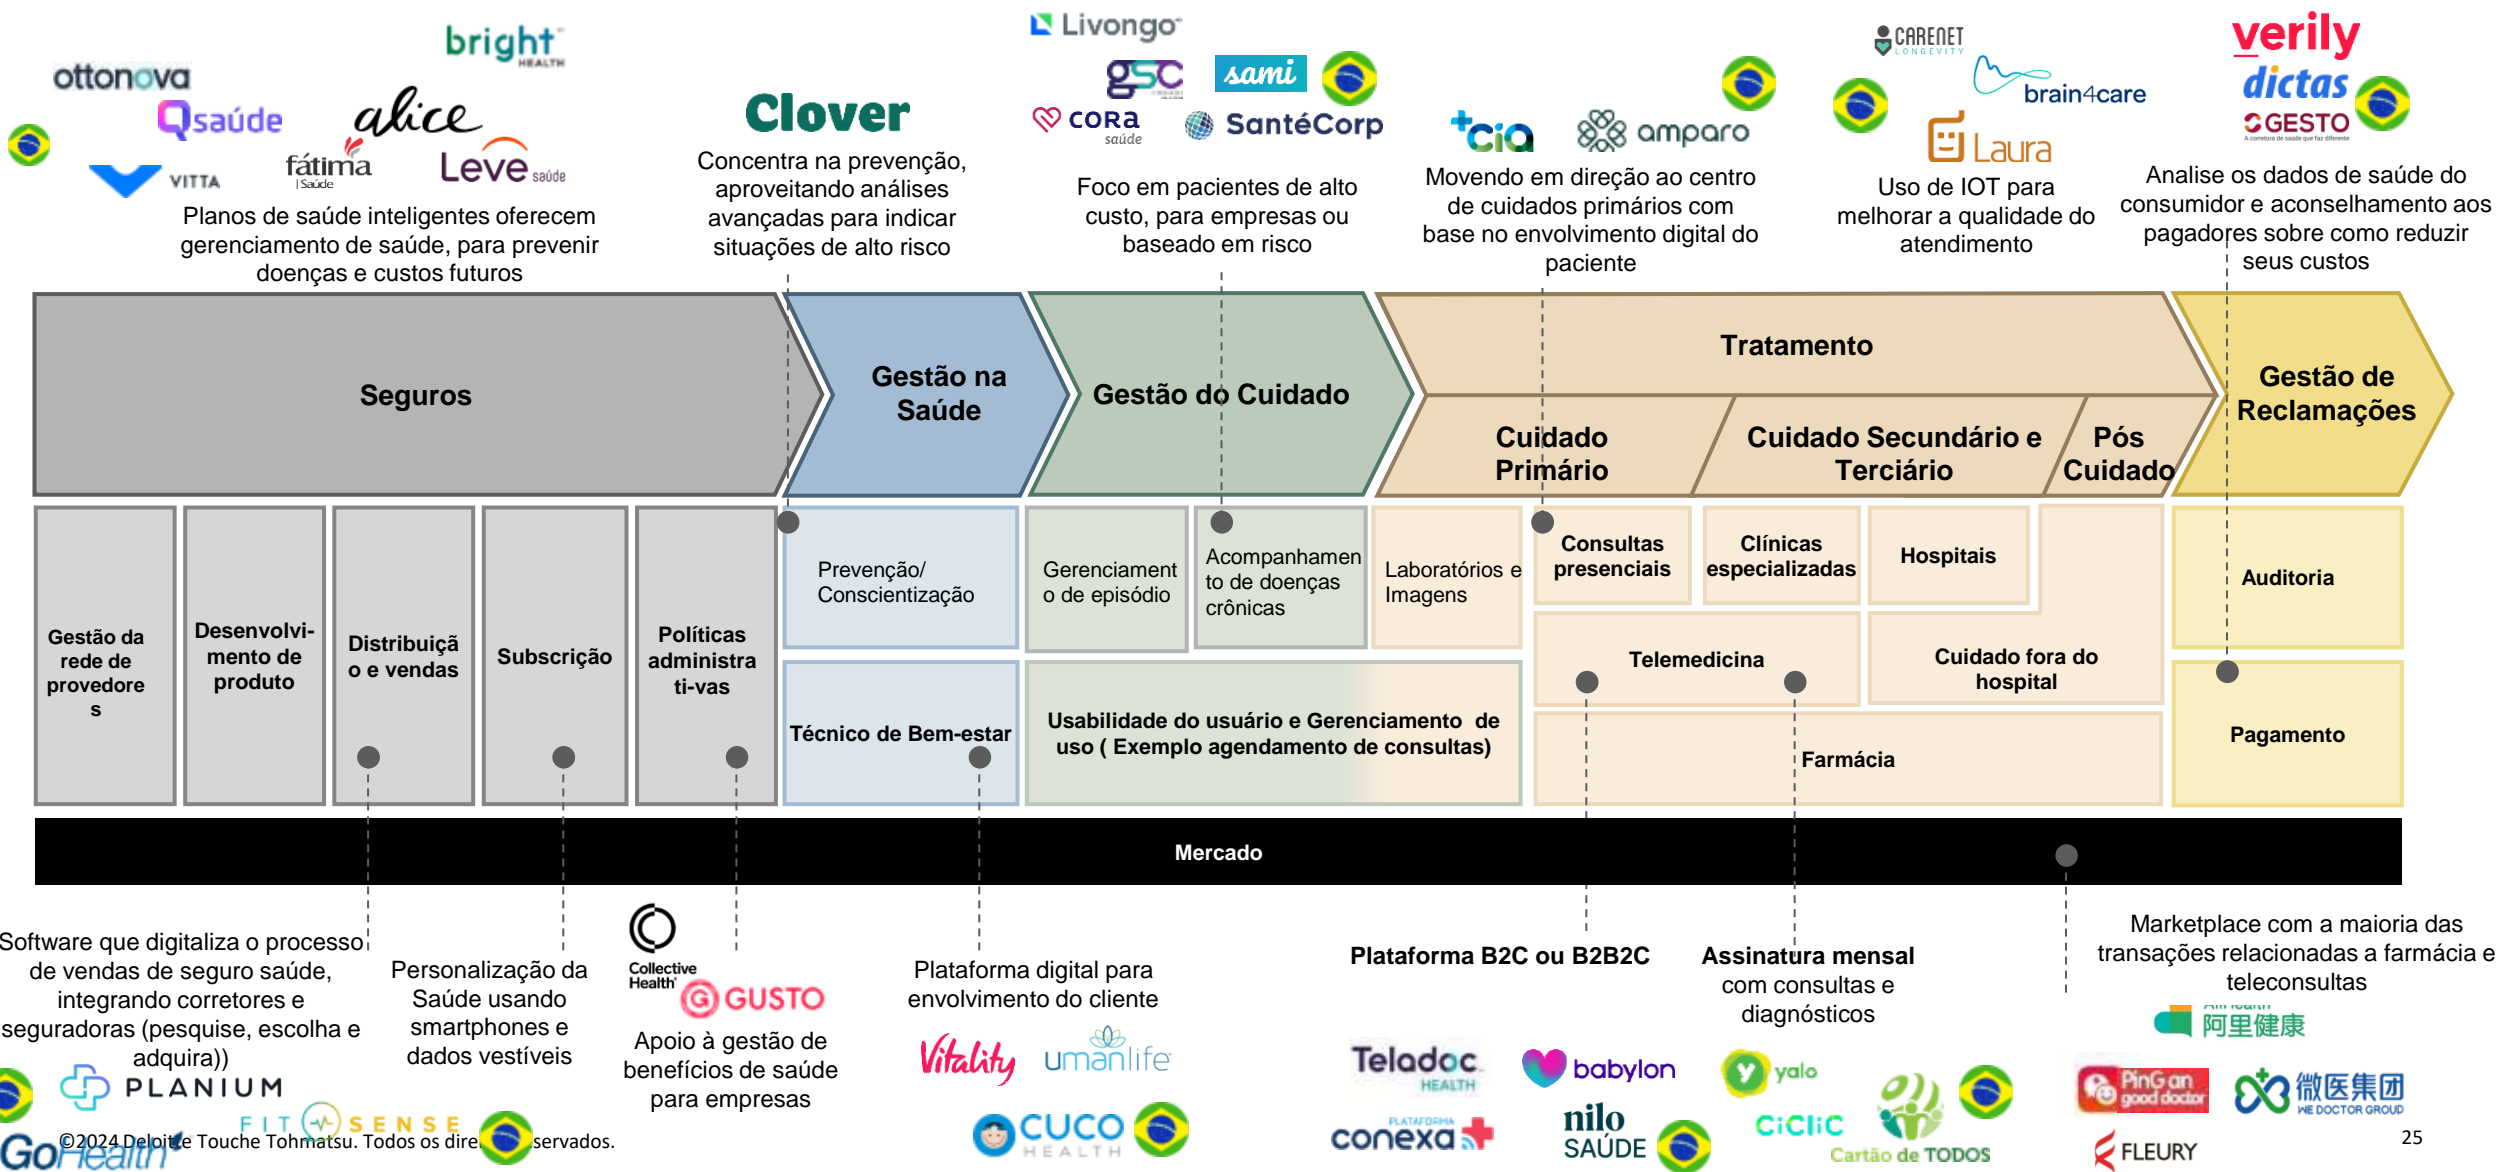 bright
HEALTH
ottonova
Qsaúde
alice
VITTA
fátima
| Saúde
Leve saúde
Planos de saúde inteligentes oferecem
gerenciamento de saúde, para prevenir
doenças e custos futuros
Clover
Concentra na prevenção,
aproveitando análises
avançadas para indicar
situações de alto risco
Livongo
gsc
sami
CORA
saúde
SantéCorp
Foco em pacientes de alto
custo, para empresas ou
baseado em risco
+cia
amparo
Movendo em direção ao centro
de cuidados primários com
base no envolvimento digital do
paciente
CARENET
LONGEVITY
brain4care
Laura
Uso de IOT para
melhorar a qualidade do
atendimento
verily
dictas
GESTO
A corretora de saúde que faz diferente
Analise os dados de saúde do
consumidor e aconselhamento aos
pagadores sobre como reduzir
seus custos
Seguros
Gestão na
Saúde
Gestão do Cuidado
Tratamento
Cuidado
Primário
Cuidado Secundário e
Terciário
Pós
Cuidado
Gestão de
Reclamações
Gestão da
rede de
provedore
s
Desenvolvi-
mento de
produto
Distribuiçã
o e vendas
Subscrição
Políticas
administra
ti-vas
Prevenção/
Conscientização
Técnico de Bem-estar
Gerenciament
o de episódio
Acompanhamen
to de doenças
crônicas
Usabilidade do usuário e Gerenciamento de
uso ( Exemplo agendamento de consultas)
Laboratórios e
Imagens
Consultas
presenciais
Clínicas
especializadas
Hospitais
Telemedicina
Cuidado fora do
hospital
Farmácia
Auditoria
Pagamento
Mercado
Software que digitaliza o processo
de vendas de seguro saúde,
integrando corretores e
seguradoras (pesquise, escolha e
adquira))
PLANIUM
FITSENSE
GoHealth
Personalização da
Saúde usando
smartphones e
dados vestíveis
Collective
Health
GUSTO
Apoio à gestão de
benefícios de saúde
para empresas
Plataforma digital para
envolvimento do cliente
Vitality
umanlife
CUCO
HEALTH
Plataforma B2C ou B2B2C
Teladoc
HEALTH
babylon
PLATAFORMA
conexa
nilo
SAÚDE
Assinatura mensal
com consultas e
diagnósticos
yalo
CiCliC
Cartão de TODOS
Marketplace com a maioria das
transações relacionadas a farmácia e
teleconsultas
AliHealth
阿里健康
PinGan
good doctor
微医集团
WE DOCTOR GROUP
FLEURY
©2024 Deloitte Touche Tohmatsu. Todos os dire servados.
25